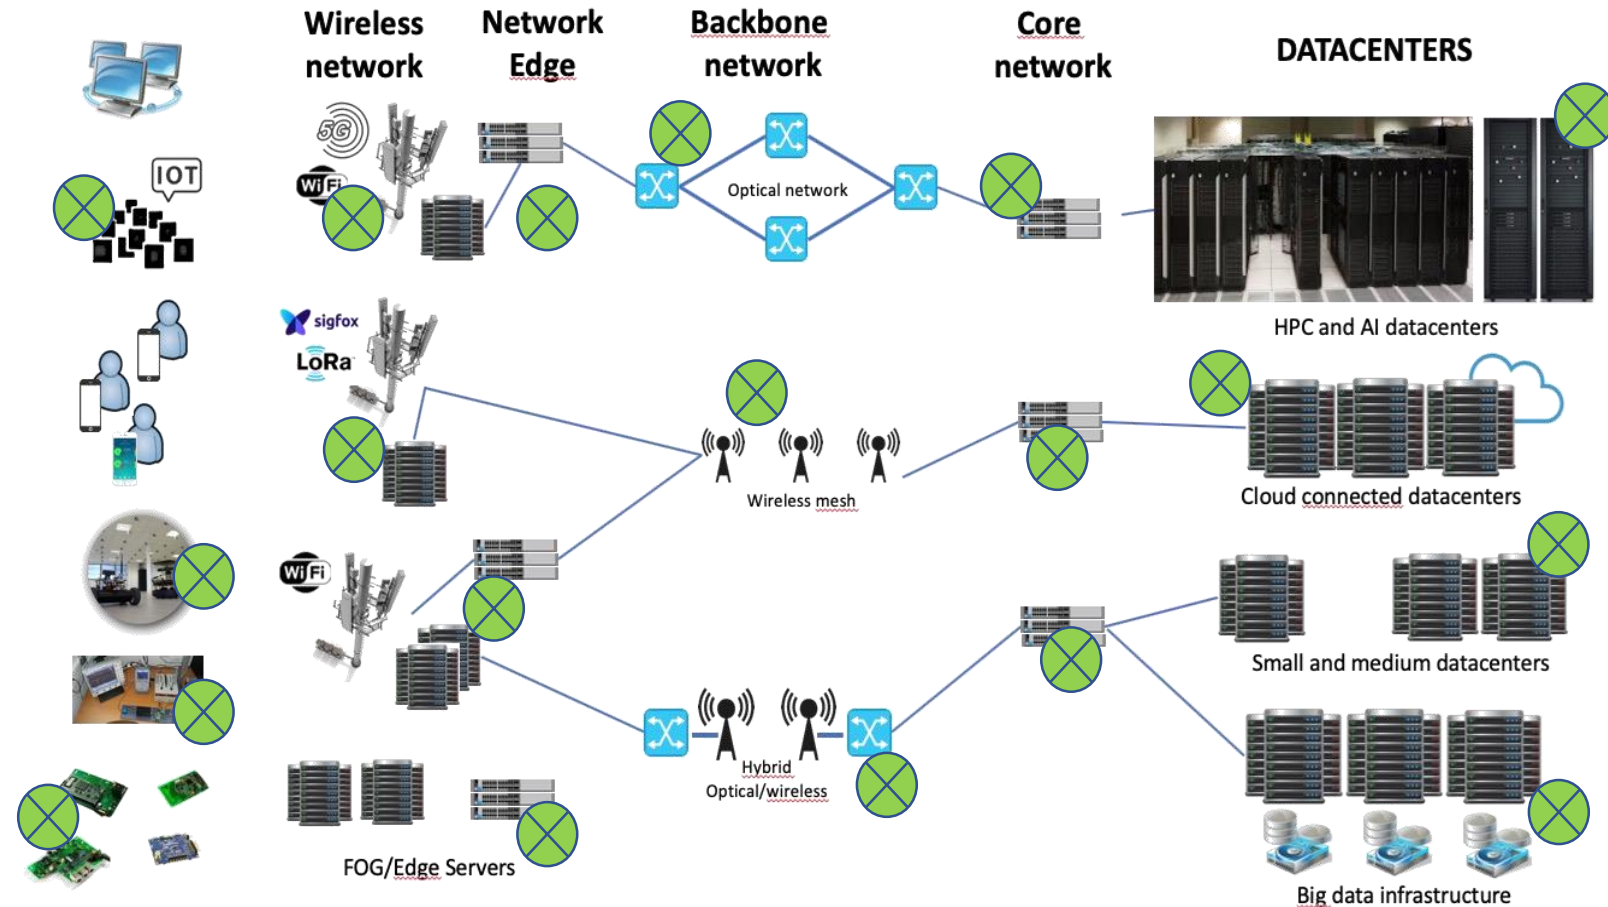 Wireless
network
Network
Edge
Backbone
network
Core
network
DATACENTERS
5G
WiFi
IOT
Optical network
HPC and AI datacenters
sigfox
LoRa
Wireless mesh
Cloud connected datacenters
WiFi
Small and medium datacenters
Hybrid
Optical/wireless
FOG/Edge Servers
Big data infrastructure